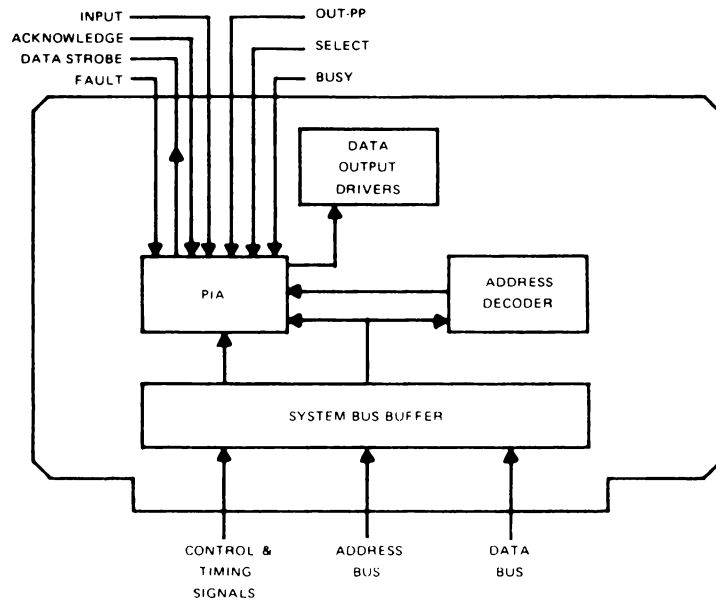 INPUT
ACKNOWLEDGE
DATA STROBE
FAULT
OUT-PP
SELECT
BUSY
DATA
OUTPUT
DRIVERS
PIA
ADDRESS
DECODER
SYSTEM BUS BUFFER
CONTROL &
TIMING
SIGNALS
ADDRESS
BUS
DATA
BUS